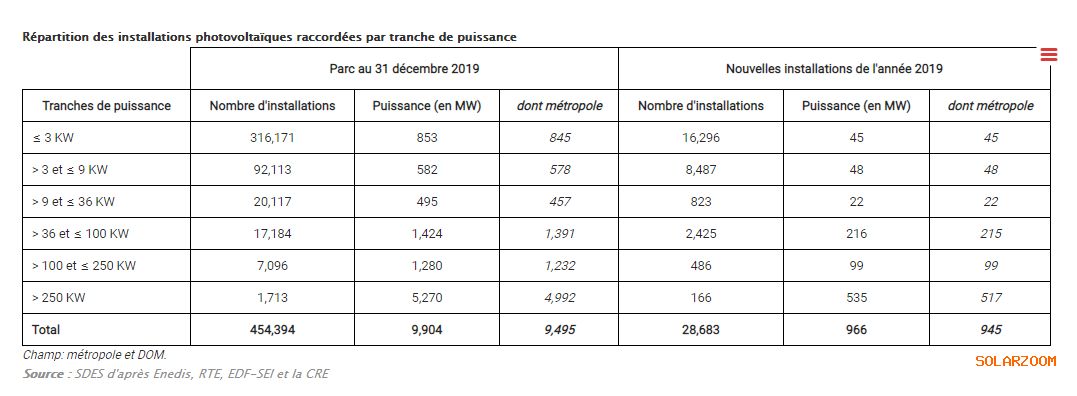 Répartition des installations photovoltaïques raccordées par tranche de puissance
Parc au 31 décembre 2019 Nouvelles installations de l'année 2019
Tranches de puissance Nombre d'installations Puissance (en MW) dont métropole Nombre d'installations Puissance (en MW) dont métropole
≤ 3 KW 316,171 853 845 16,296 45 45
> 3 et ≤ 9 KW 92,113 582 578 8,487 48 48
> 9 et ≤ 36 KW 20,117 495 457 823 22 22
> 36 et ≤ 100 KW 17,184 1,424 1,391 2,425 216 215
> 100 et ≤ 250 KW 7,096 1,280 1,232 486 99 99
> 250 KW 1,713 5,270 4,992 166 535 517
Total 454,394 9,904 9,495 28,683 966 945
Champ: métropole et DOM.
Source : SDES d'après Enedis, RTE, EDF-SEI et la CRE
SOLARZOOM